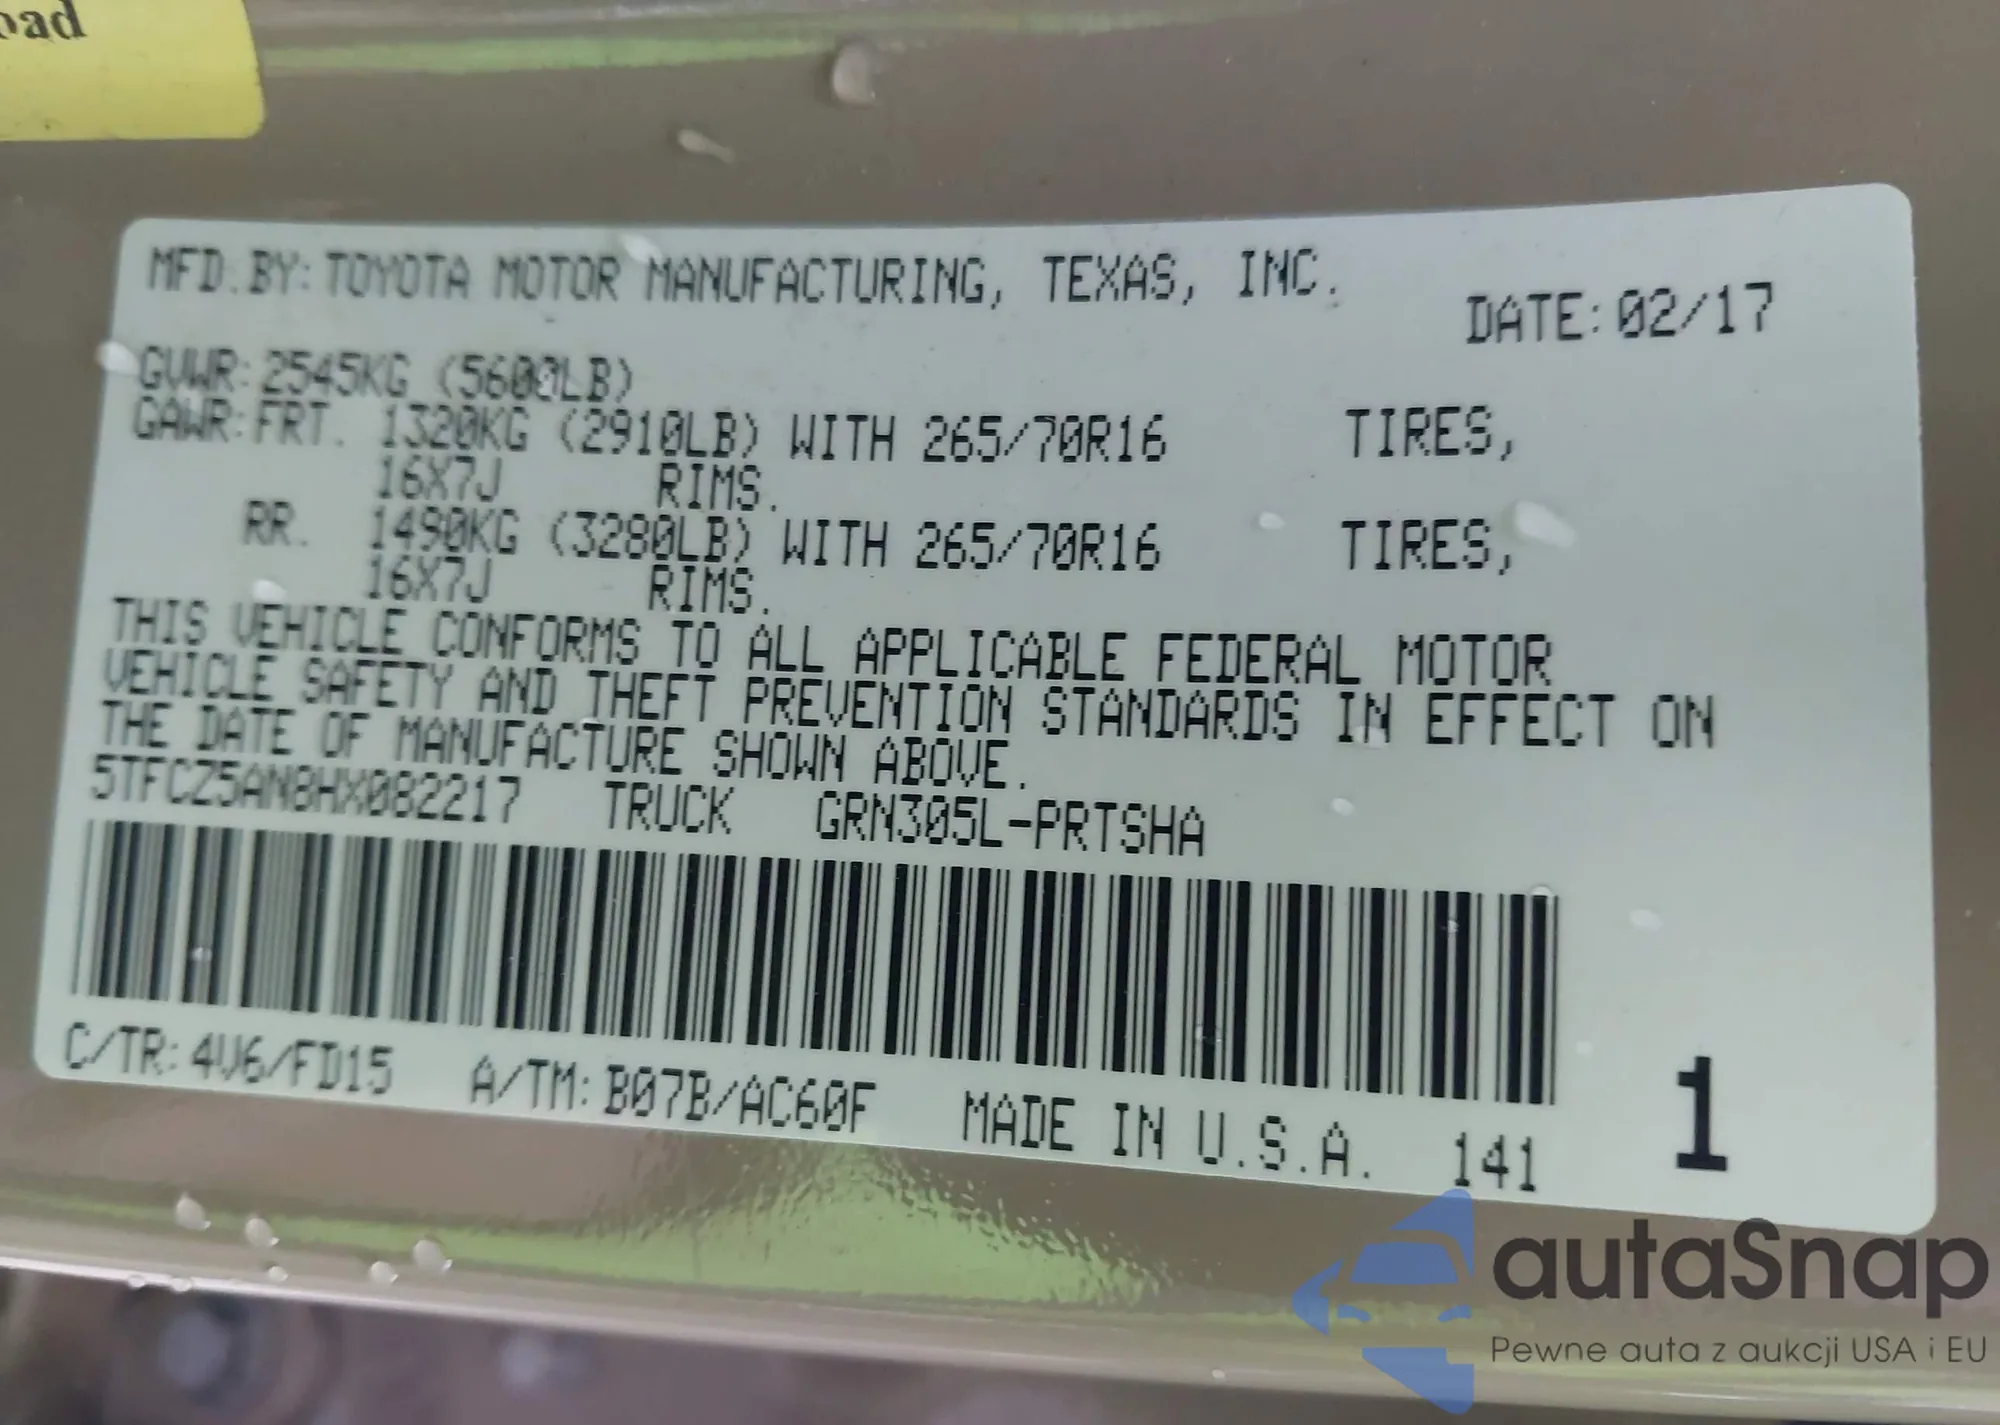 oad
MFD.BY:TOYOTA MOTOR MANUFACTURING, TEXAS, INC.
DATE:02/17
GVWR:2545KG (5600LB)
GAWR:FRT. 1320KG (2910LB) WITH 265/70R16 TIRES,
16X7J RIMS.
RR. 1490KG (3280LB) WITH 265/70R16 TIRES,
16X7J RIMS.
THIS VEHICLE CONFORMS TO ALL APPLICABLE FEDERAL MOTOR
VEHICLE SAFETY AND THEFT PREVENTION STANDARDS IN EFFECT ON
THE DATE OF MANUFACTURE SHOWN ABOVE.
5TFCZ5AN8HX082217 TRUCK GRN305L-PRTSHA
C/TR:4V6/FD15 A/TM:B07B/AC60F MADE IN U.S.A. 141
1
autaSnap
Pewne auta z aukcji USA i EU